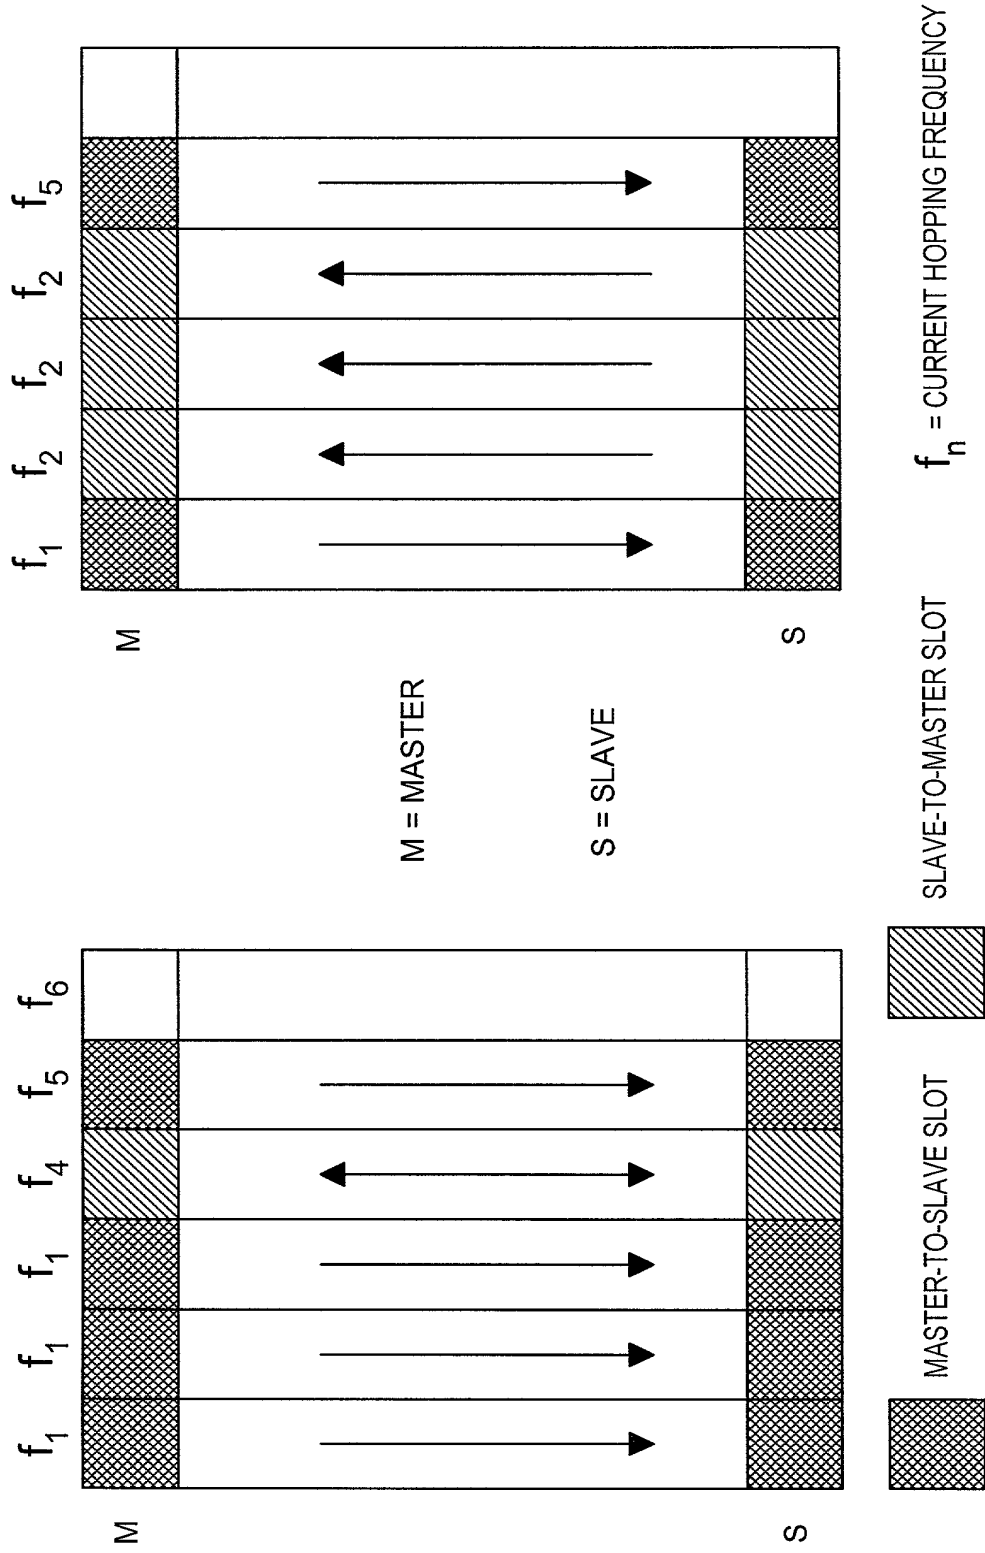 f1 f1 f1 f4 f5 f6
f1 f2 f2 f2 f5
M
M
M = MASTER
S = SLAVE
S
S
MASTER-TO-SLAVE SLOT
SLAVE-TO-MASTER SLOT
fn = CURRENT HOPPING FREQUENCY